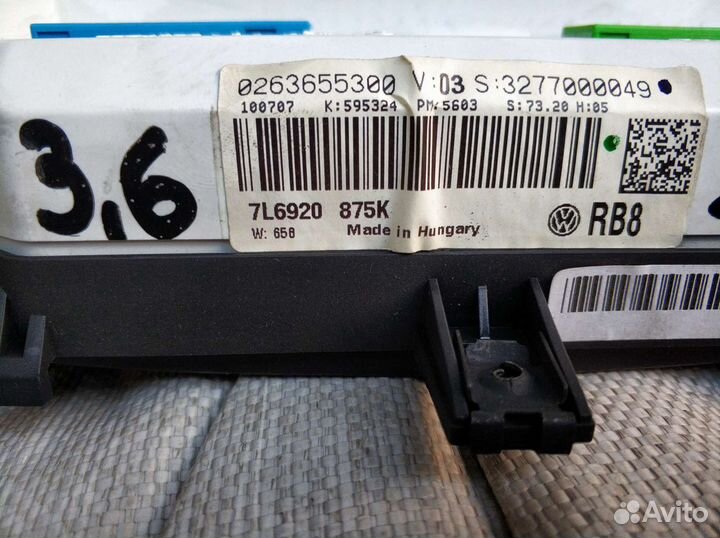 0263655300 V:03 S:3277000049
100707 K:595324 PM:5603 S:73.20 H:05
7L6920 875K
W: 658 Made in Hungary
RB8
3,6
Avito